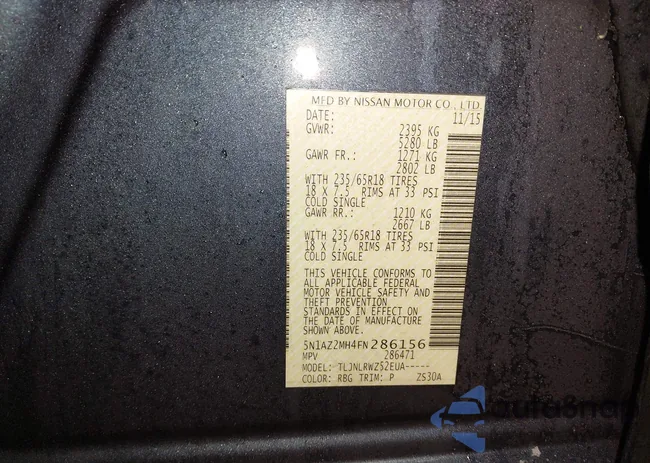 MFD BY NISSAN MOTOR CO., LTD.
DATE: 11/15
GVWR: 2395 KG
5280 LB
GAWR FR.: 1271 KG
2802 LB
WITH 235/65R18 TIRES
18 X 7.5 RIMS AT 33 PSI
COLD SINGLE
GAWR RR.: 1210 KG
2667 LB
WITH 235/65R18 TIRES
18 X 7.5 RIMS AT 33 PSI
COLD SINGLE
THIS VEHICLE CONFORMS TO
ALL APPLICABLE FEDERAL
MOTOR VEHICLE SAFETY AND
THEFT PREVENTION
STANDARDS IN EFFECT ON
THE DATE OF MANUFACTURE
SHOWN ABOVE.
5N1AZ2MH4FN286156
MPV 286471
MODEL: TLJNLRWZ52EUA-----
COLOR: RBG TRIM: P Z530A